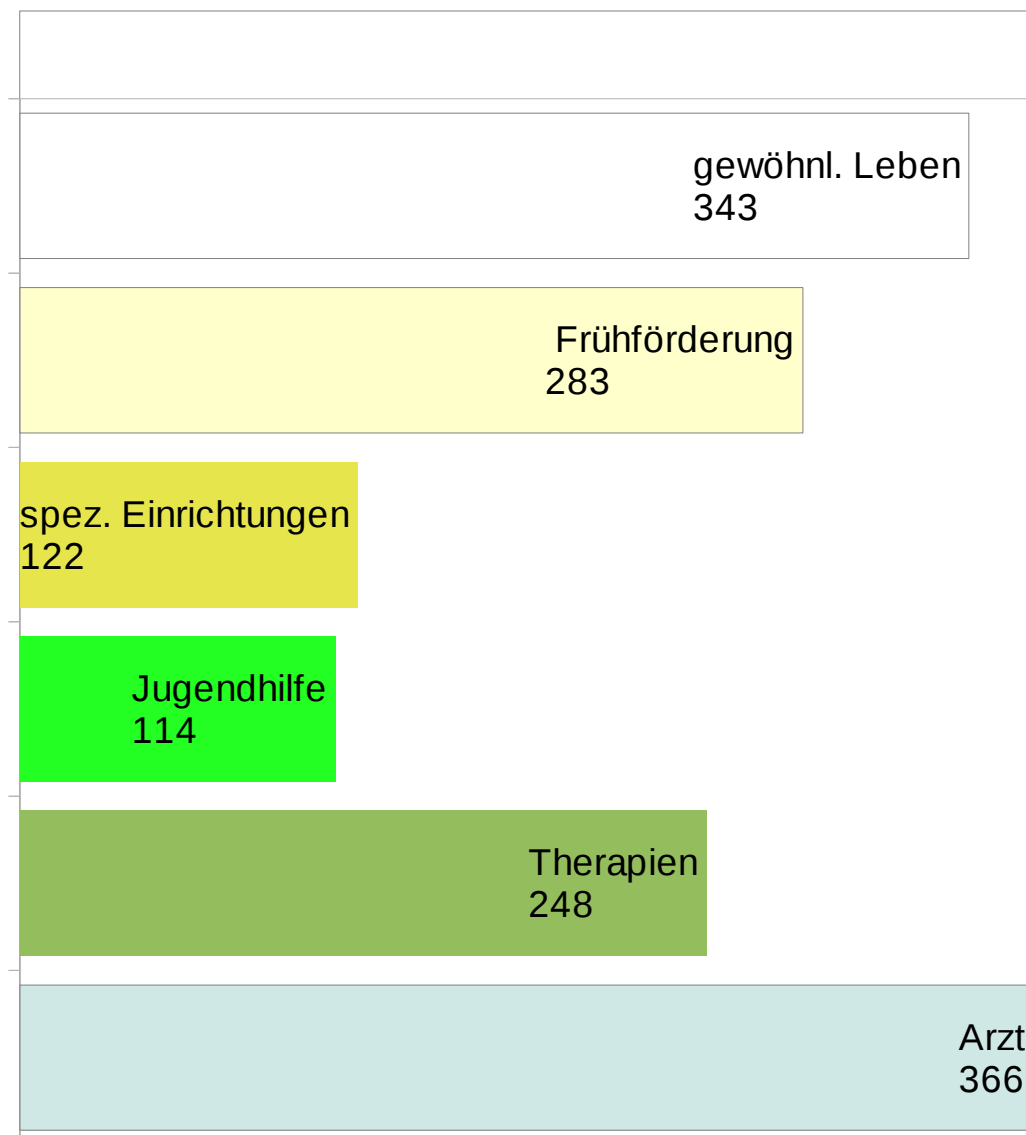 gewöhnl. Leben
343
Frühförderung
283
spez. Einrichtungen
122
Jugendhilfe
114
Therapien
248
Arzt
366